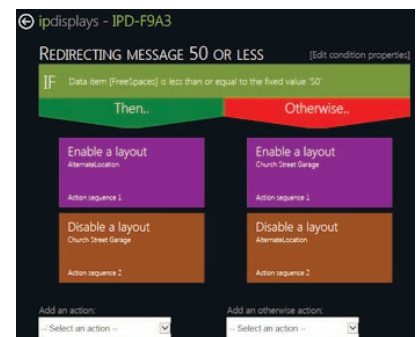 ipdisplays - IPD-F9A3
REDIRECTING MESSAGE 50 OR LESS
[Edit condition properties]
IF Data item [FreeSpaces] is less than or equal to the fixed value '50'
Then..
Otherwise..
Enable a layout
AlternateLocation
Action sequence 1
Enable a layout
Church Street Garage
Action sequence 1
Disable a layout
Church Street Garage
Action sequence 2
Disable a layout
AlternateLocation
Action sequence 2
Add an action:
-- Select an action --
Add an otherwise action:
-- Select an action --